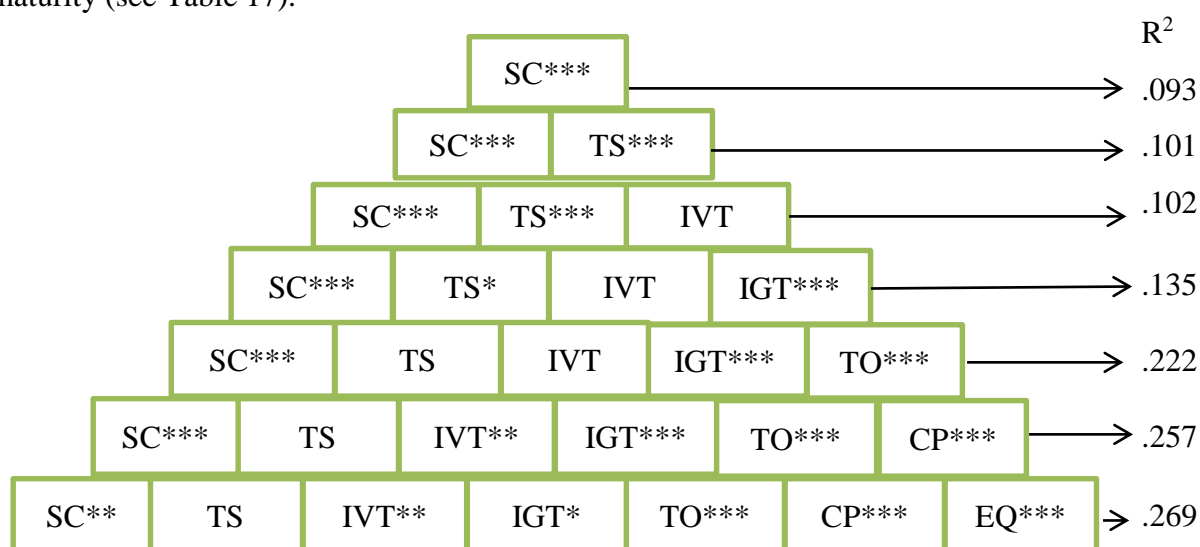 maturity (see Table 17).
R²
SC*** .093
SC*** TS*** .101
SC*** TS*** IVT .102
SC*** TS* IVT IGT*** .135
SC*** TS IVT IGT*** TO*** .222
SC*** TS IVT** IGT*** TO*** CP*** .257
SC** TS IVT** IGT* TO*** CP*** EQ*** .269